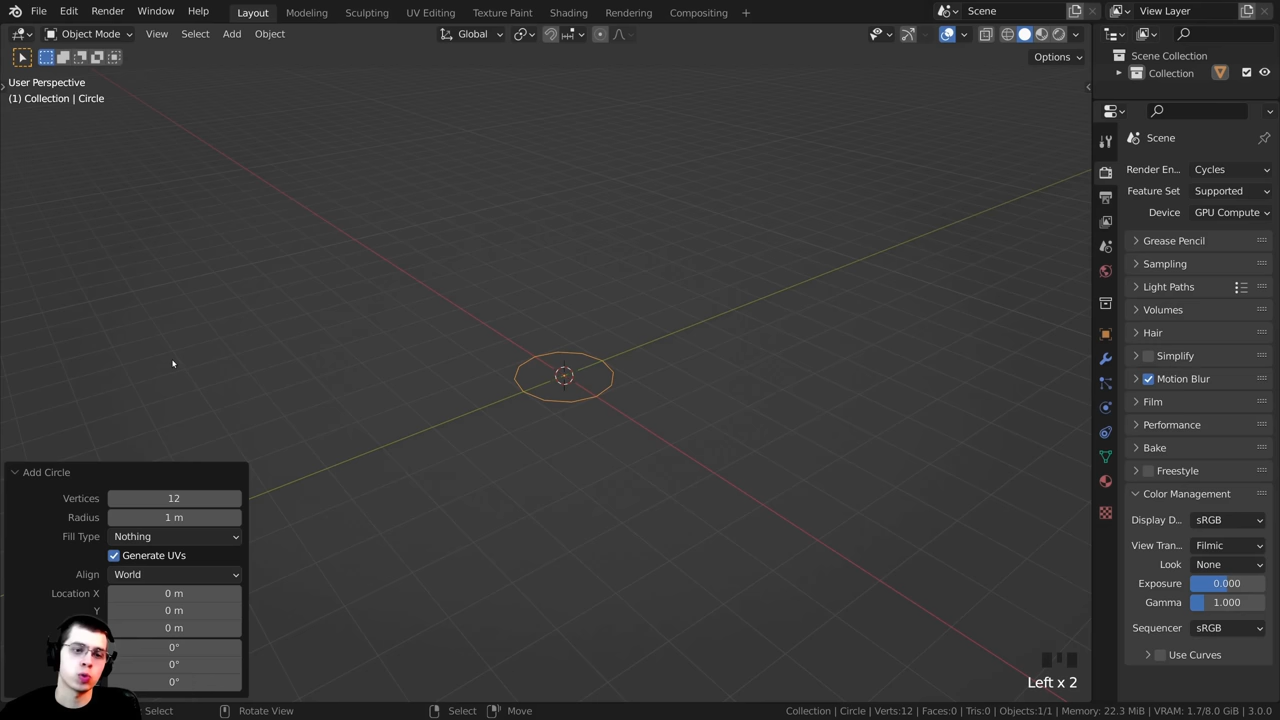 File Edit Render Window Help Layout Modeling Sculpting UV Editing Texture Paint Shading Rendering Compositing + Scene View Layer
Object Mode View Select Add Object Global
Options
User Perspective
(1) Collection | Circle
Scene Collection
Collection
Scene
Render En... Cycles
Feature Set Supported
Device GPU Compute
Grease Pencil
Sampling
Light Paths
Volumes
Hair
Simplify
Motion Blur
Film
Performance
Bake
Freestyle
Color Management
Display D... sRGB
View Tran... Filmic
Look None
Exposure 0.000
Gamma 1.000
Sequencer sRGB
Use Curves
Add Circle
Vertices 12
Radius 1 m
Fill Type Nothing
Generate UVs
Align World
Location X 0 m
Y 0 m
0 m
0°
0°
0°
Left x 2
Select Rotate View Select Move Collection | Circle | Verts:12 | Faces:0 | Tris:0 | Objects:1/1 | Memory: 22.3 MiB | VRAM: 1.7/8.0 GiB | 3.0.0